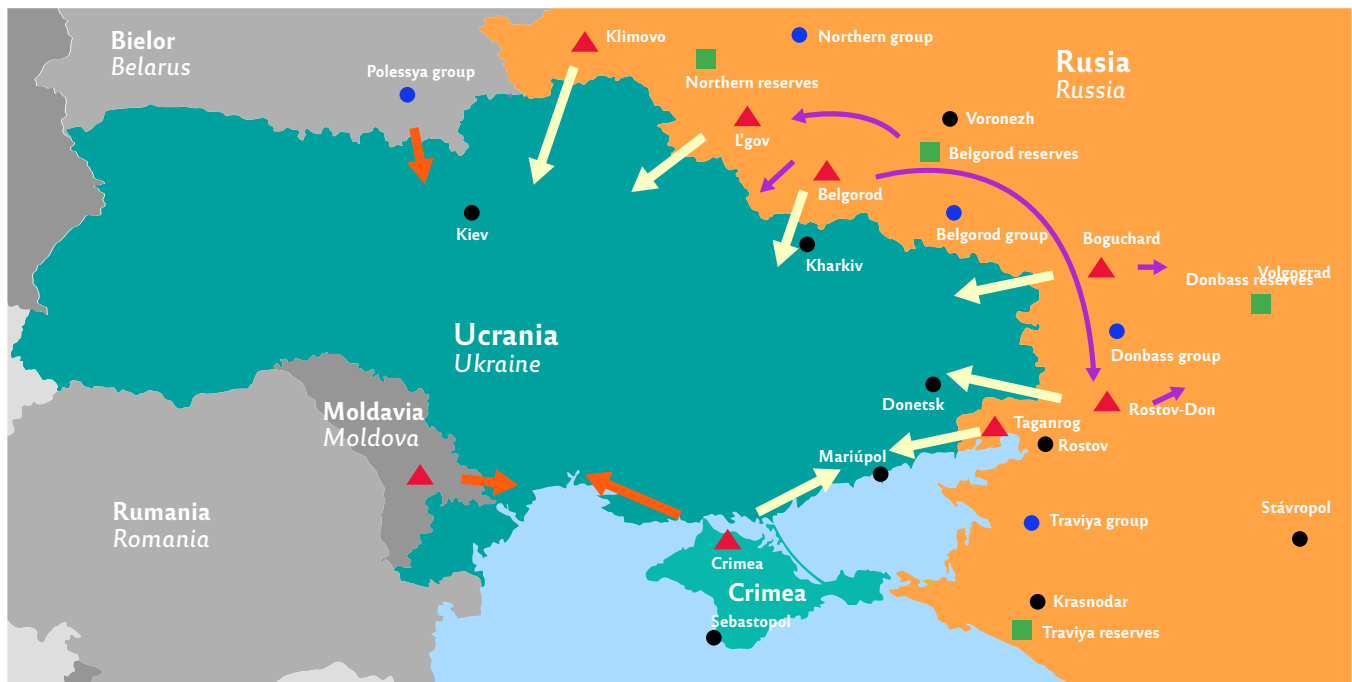 Bielor
Belarus
Polessya group
Klimovo
Northern group
Northern reserves
Rusia
Russia
L'gov
Voronezh
Belgorod reserves
Belgorod
Kiev
Kharkiv
Belgorod group
Boguchard
Volgograd
Donbass reserves
Ucrania
Ukraine
Donbass group
Donetsk
Rostov-Don
Moldavia
Moldova
Taganrog
Rostov
Mariúpol
Rumania
Romania
Traviya group
Stávropol
Crimea
Crimea
Sebastopol
Krasnodar
Traviya reserves